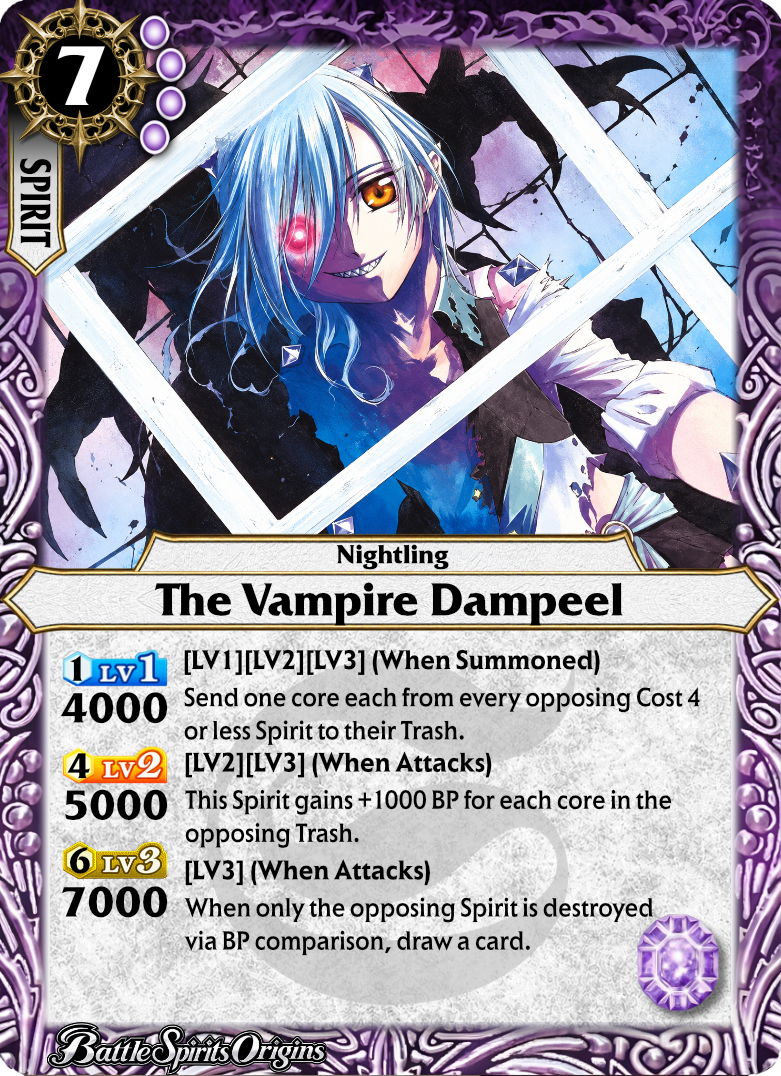 7
SPIRIT
Nightling
The Vampire Dampeel
1 LV1
4000
[LV1][LV2][LV3] (When Summoned)
Send one core each from every opposing Cost 4
or less Spirit to their Trash.
4 LV2
5000
[LV2][LV3] (When Attacks)
This Spirit gains +1000 BP for each core in the
opposing Trash.
6 LV3
7000
[LV3] (When Attacks)
When only the opposing Spirit is destroyed
via BP comparison, draw a card.
Battle Spirits Origins